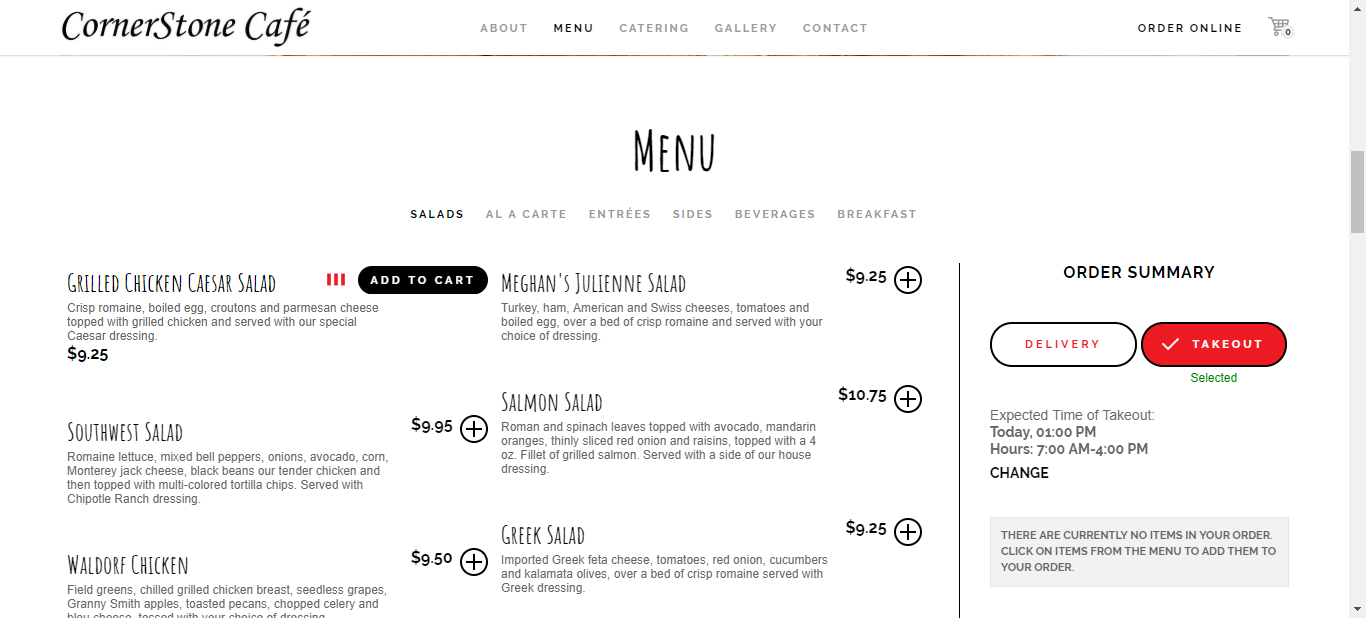 CornerStone Café
ABOUT MENU CATERING GALLERY CONTACT
ORDER ONLINE
0
Menu
SALADS AL A CARTE ENTRÉES SIDES BEVERAGES BREAKFAST
Grilled Chicken Caesar Salad
ADD TO CART
Crisp romaine, boiled egg, croutons and parmesan cheese
topped with grilled chicken and served with our special
Caesar dressing.
$9.25
Southwest Salad
$9.95
Romaine lettuce, mixed bell peppers, onions, avocado, corn,
Monterey jack cheese, black beans our tender chicken and
then topped with multi-colored tortilla chips. Served with
Chipotle Ranch dressing.
Waldorf Chicken
$9.50
Field greens, chilled grilled chicken breast, seedless grapes,
Granny Smith apples, toasted pecans, chopped celery and
bleu cheese, tossed with your choice of dressing.
Meghan's Julienne Salad
$9.25
Turkey, ham, American and Swiss cheeses, tomatoes and
boiled egg, over a bed of crisp romaine and served with your
choice of dressing.
Salmon Salad
$10.75
Roman and spinach leaves topped with avocado, mandarin
oranges, thinly sliced red onion and raisins, topped with a 4
oz. Fillet of grilled salmon. Served with a side of our house
dressing.
Greek Salad
$9.25
Imported Greek feta cheese, tomatoes, red onion, cucumbers
and kalamata olives, over a bed of crisp romaine served with
Greek dressing.
ORDER SUMMARY
DELIVERY
TAKEOUT
Selected
Expected Time of Takeout:
Today, 01:00 PM
Hours: 7:00 AM-4:00 PM
CHANGE
THERE ARE CURRENTLY NO ITEMS IN YOUR ORDER.
CLICK ON ITEMS FROM THE MENU TO ADD THEM TO
YOUR ORDER.